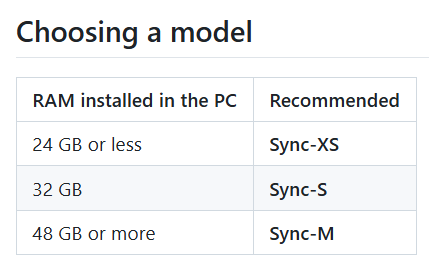 Choosing a model
RAM installed in the PC Recommended
24 GB or less Sync-XS
32 GB Sync-S
48 GB or more Sync-M